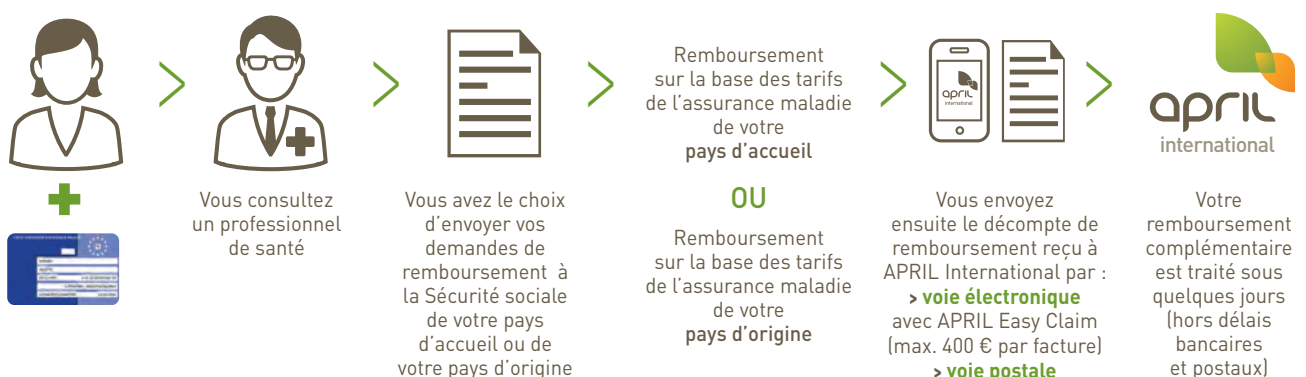 Vous consultez
un professionnel
de santé
Vous avez le choix
d'envoyer vos
demandes de
remboursement à
la Sécurité sociale
de votre pays
d'accueil ou de
votre pays d'origine
Remboursement
sur la base des tarifs
de l'assurance maladie
de votre
pays d'accueil
OU
Remboursement
sur la base des tarifs
de l'assurance maladie
de votre
pays d'origine
april
international
Vous envoyez
ensuite le décompte de
remboursement reçu à
APRIL International par :
> voie électronique
avec APRIL Easy Claim
(max. 400 € par facture)
> voie postale
april
international
Votre
remboursement
complémentaire
est traité sous
quelques jours
(hors délais
bancaires
et postaux)